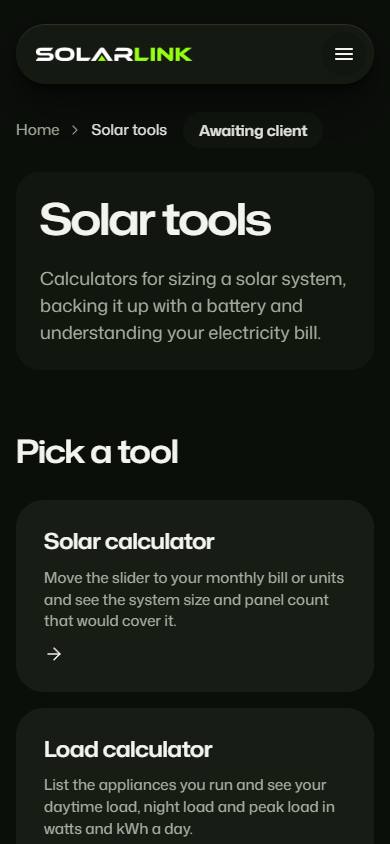 SOLARLINK
Home > Solar tools Awaiting client
Solar tools
Calculators for sizing a solar system,
backing it up with a battery and
understanding your electricity bill.
Pick a tool
Solar calculator
Move the slider to your monthly bill or units
and see the system size and panel count
that would cover it.
→
Load calculator
List the appliances you run and see your
daytime load, night load and peak load in
watts and kWh a day.